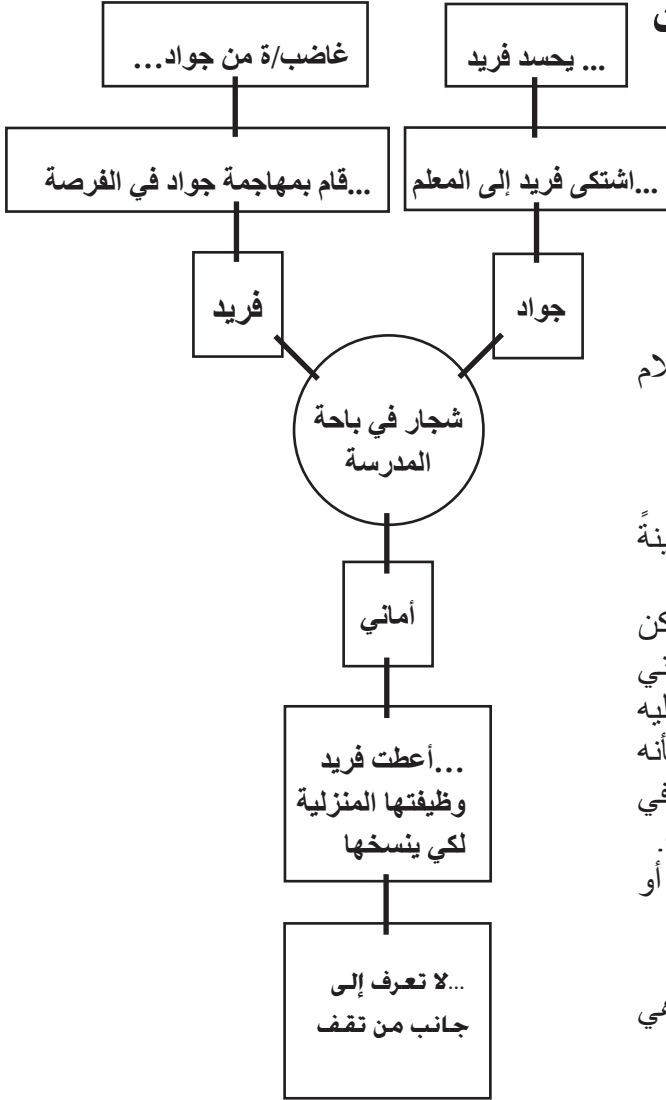 غاضب/ة من جواد...
... يحسد فريد
...قام بمهاجمة جواد في الفرصة
...اشتكى فريد إلى المعلم
فريد
جواد
شجار في باحة
المدرسة
أماني
...أعطت فريد
وظيفتها المنزلية
لكي ينسخها
...لا تعرف إلى
جانب من تقف
أو